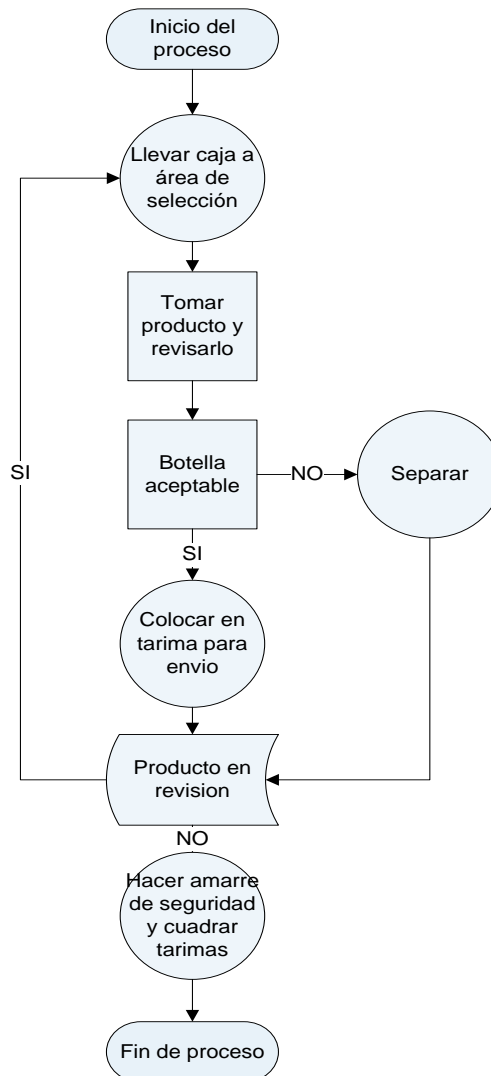 Inicio del
proceso
Llevar caja a
área de
selección
Tomar
producto y
revisarlo
Botella
aceptable
NO
Separar
SI
SI
Colocar en
tarima para
envio
Producto en
revision
NO
Hacer amarre
de seguridad
y cuadrar
tarimas
Fin de proceso